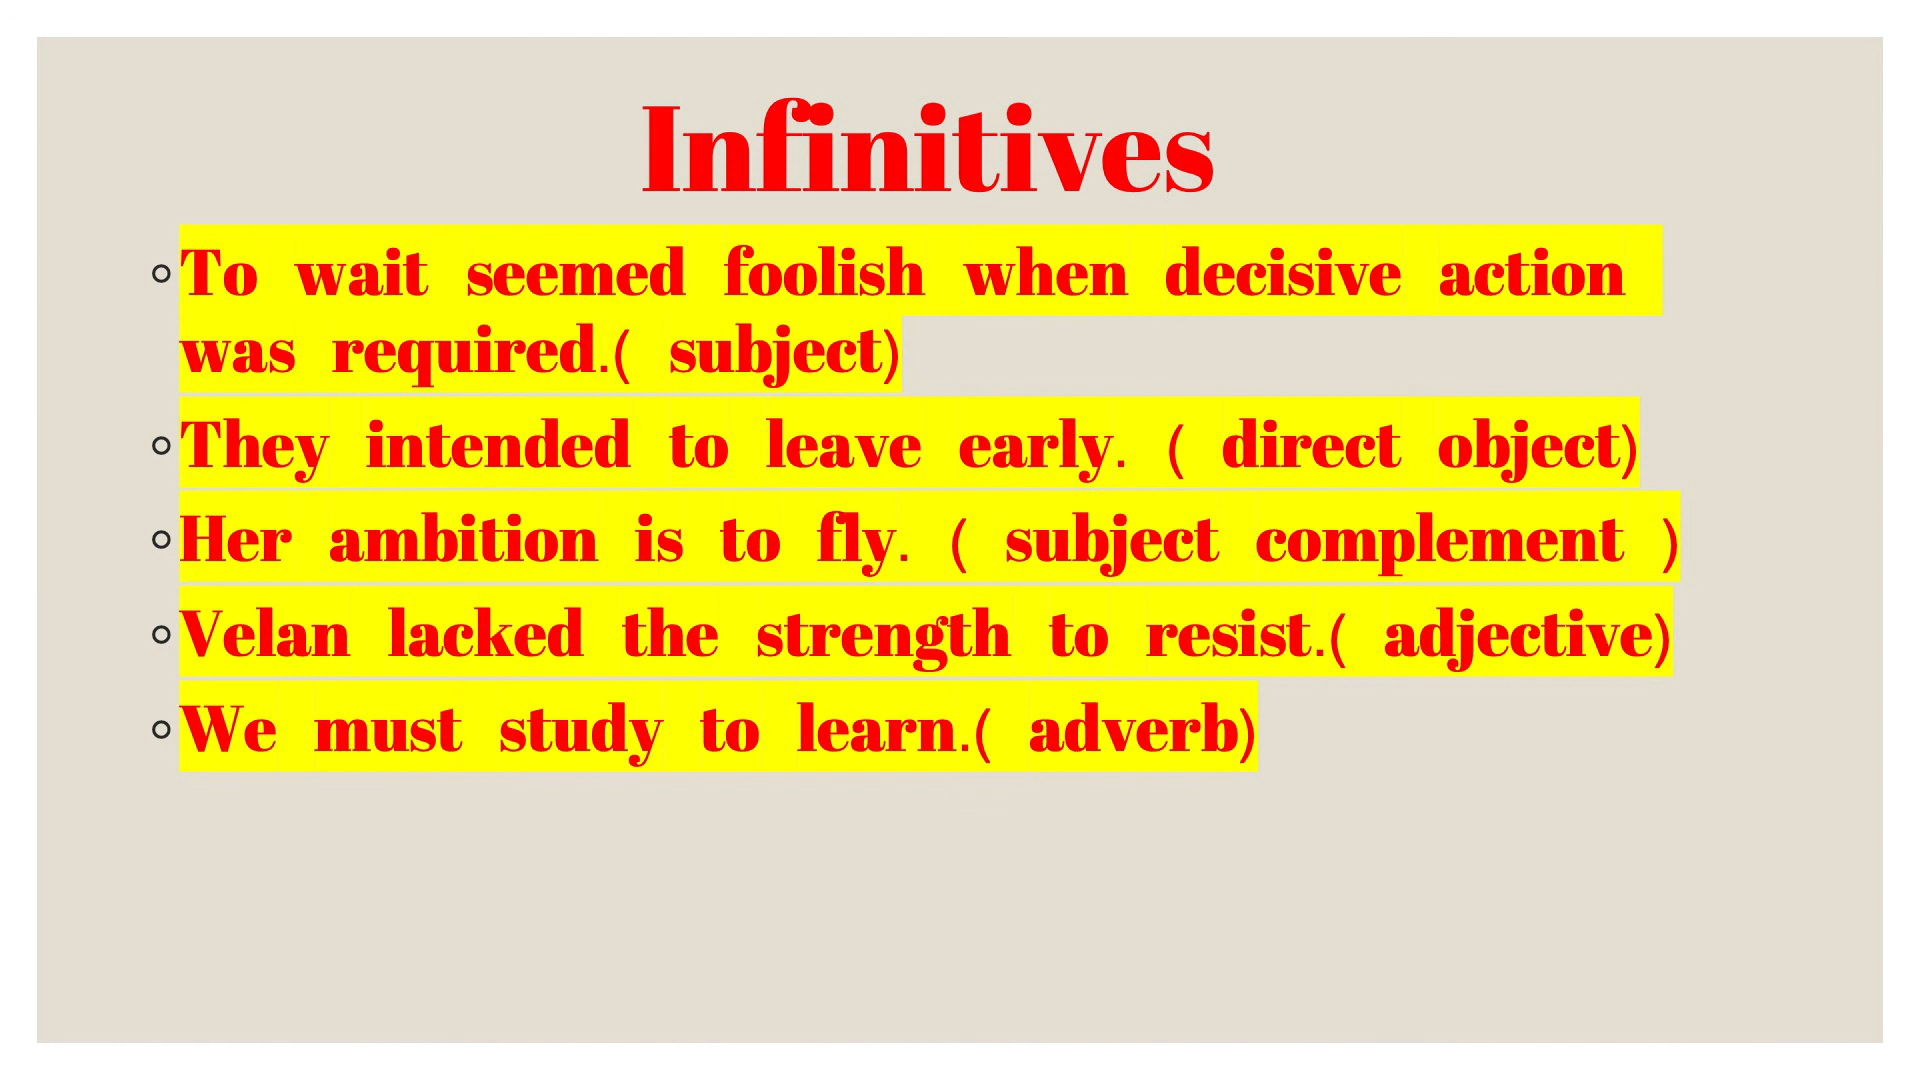 Infinitives
To wait seemed foolish when decisive action
was required.( subject)
They intended to leave early. ( direct object)
Her ambition is to fly. ( subject complement )
Velan lacked the strength to resist.( adjective)
We must study to learn.( adverb)